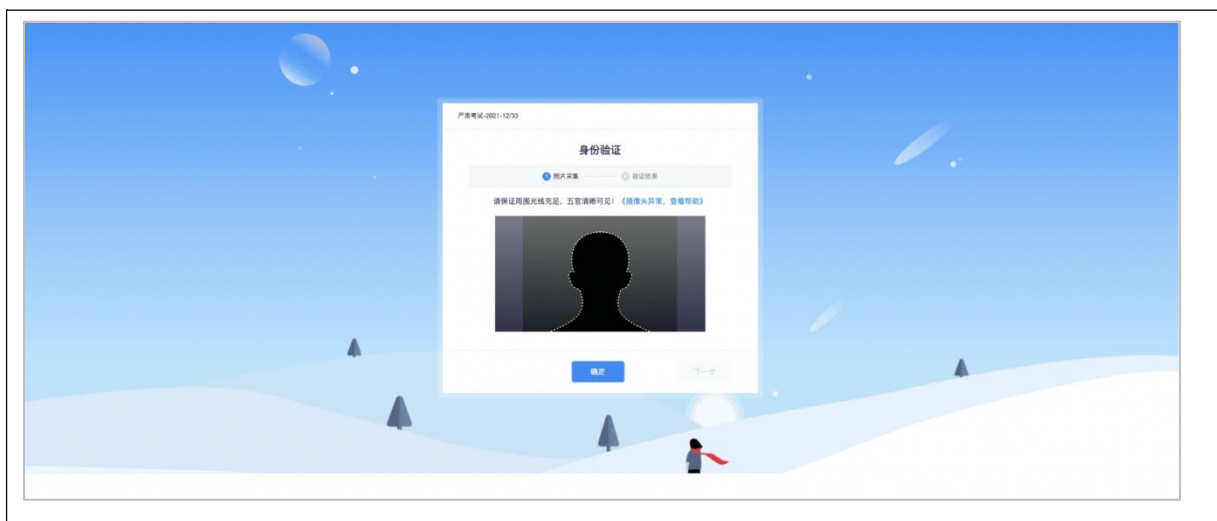 严肃考试-2021-12/33
身份验证
1 照片采集 2 验证结果
请保证周围光线充足，五官清晰可见！《摄像头异常，查看帮助》
确定 下一步